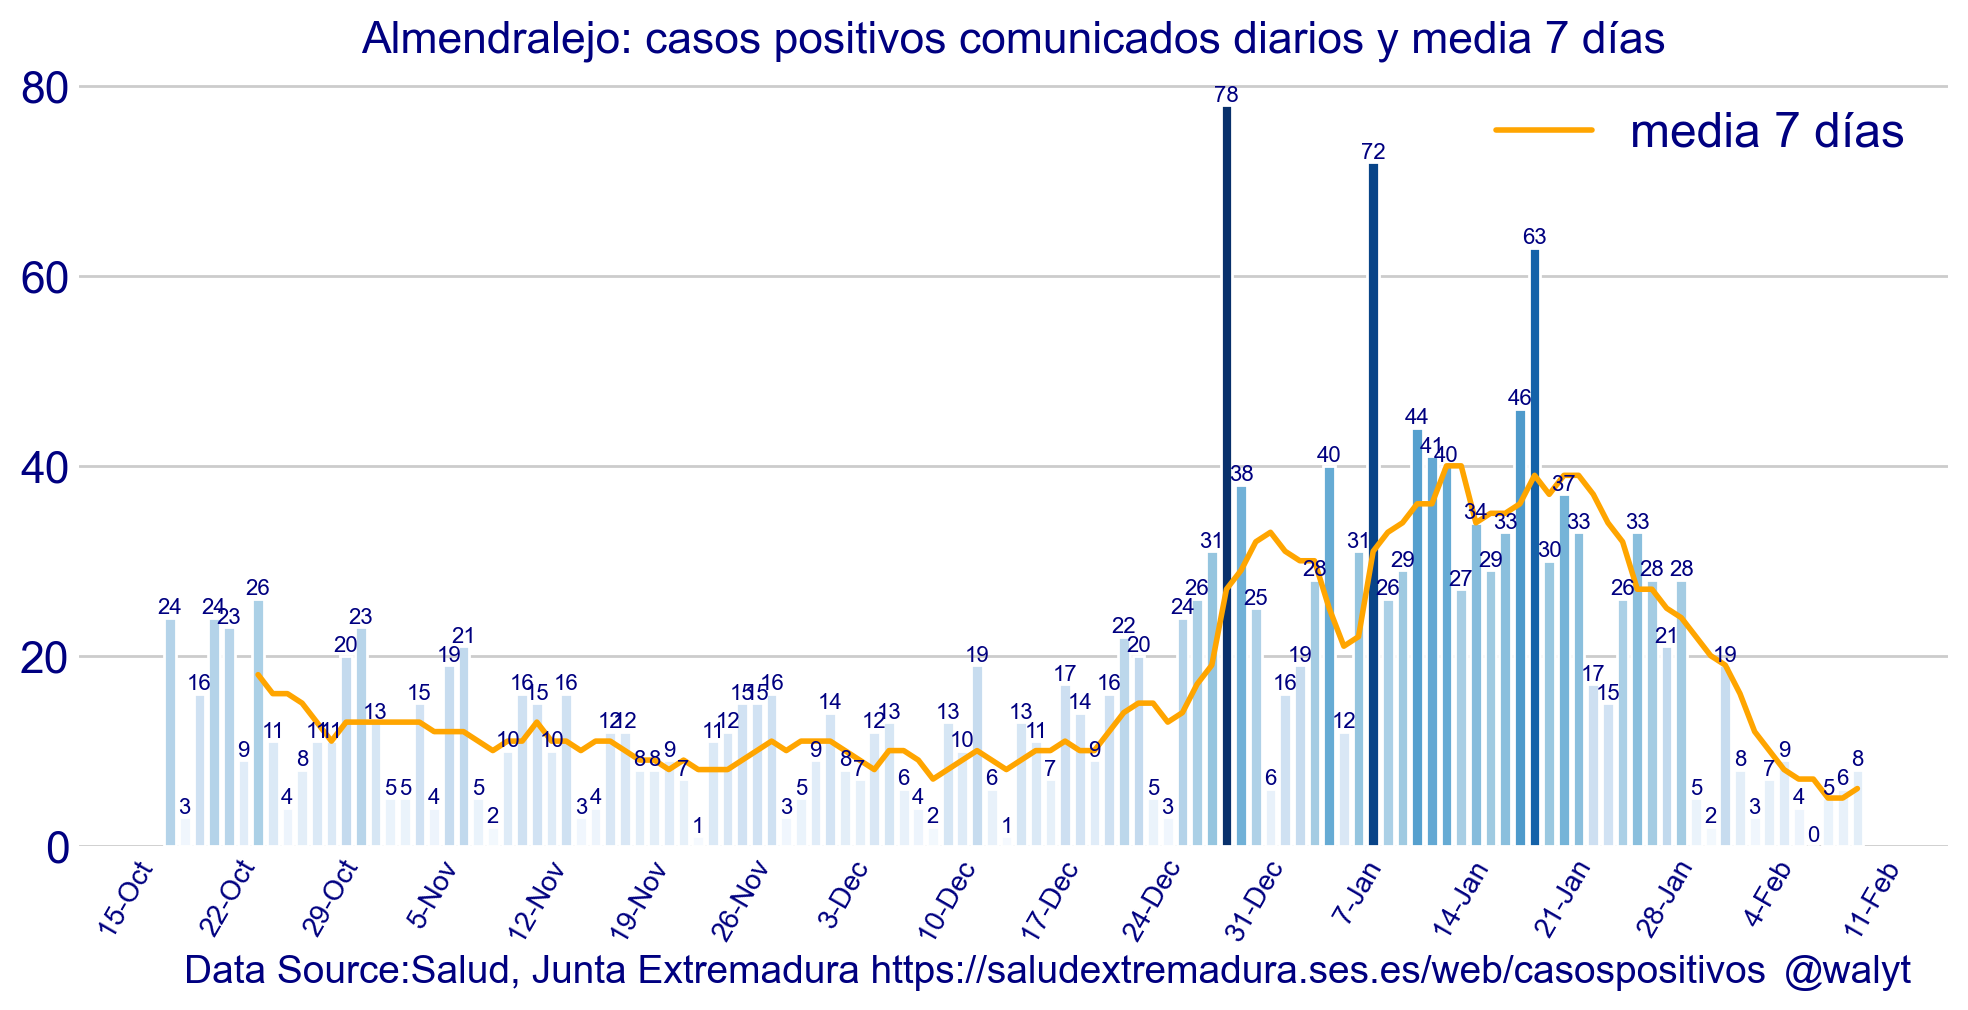 Almendralejo: casos positivos comunicados diarios y media 7 días
media 7 días
80
60
40
20
0
24 3 16 24 23 9 26 11 4 8 11 11 20 23 13 5 5 15 4 19 21 5 2 10 16 15 10 16 3 4 12 12 8 8 9 7 1 11 12 15 15 16 3 5 9 14 8 7 12 13 6 4 2 13 10 19 6 1 13 11 7 17 14 9 16 22 20 5 3 24 26 31 78 38 25 6 16 19 28 40 12 31 72 26 29 44 41 40 27 34 29 33 46 63 30 37 33 17 15 26 33 28 21 28 5 2 19 8 3 7 9 4 0 5 6 8
15-Oct 22-Oct 29-Oct 5-Nov 12-Nov 19-Nov 26-Nov 3-Dec 10-Dec 17-Dec 24-Dec 31-Dec 7-Jan 14-Jan 21-Jan 28-Jan 4-Feb 11-Feb
Data Source:Salud, Junta Extremadura https://saludextremadura.ses.es/web/casospositivos @walyt